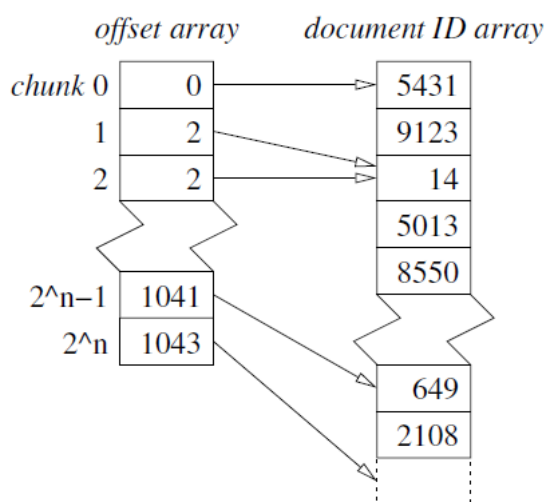 offset array
document ID array
chunk 0 0 5431
9123
1 2
2 2 14
5013
8550
2^n−1 1041
2^n 1043
649
2108